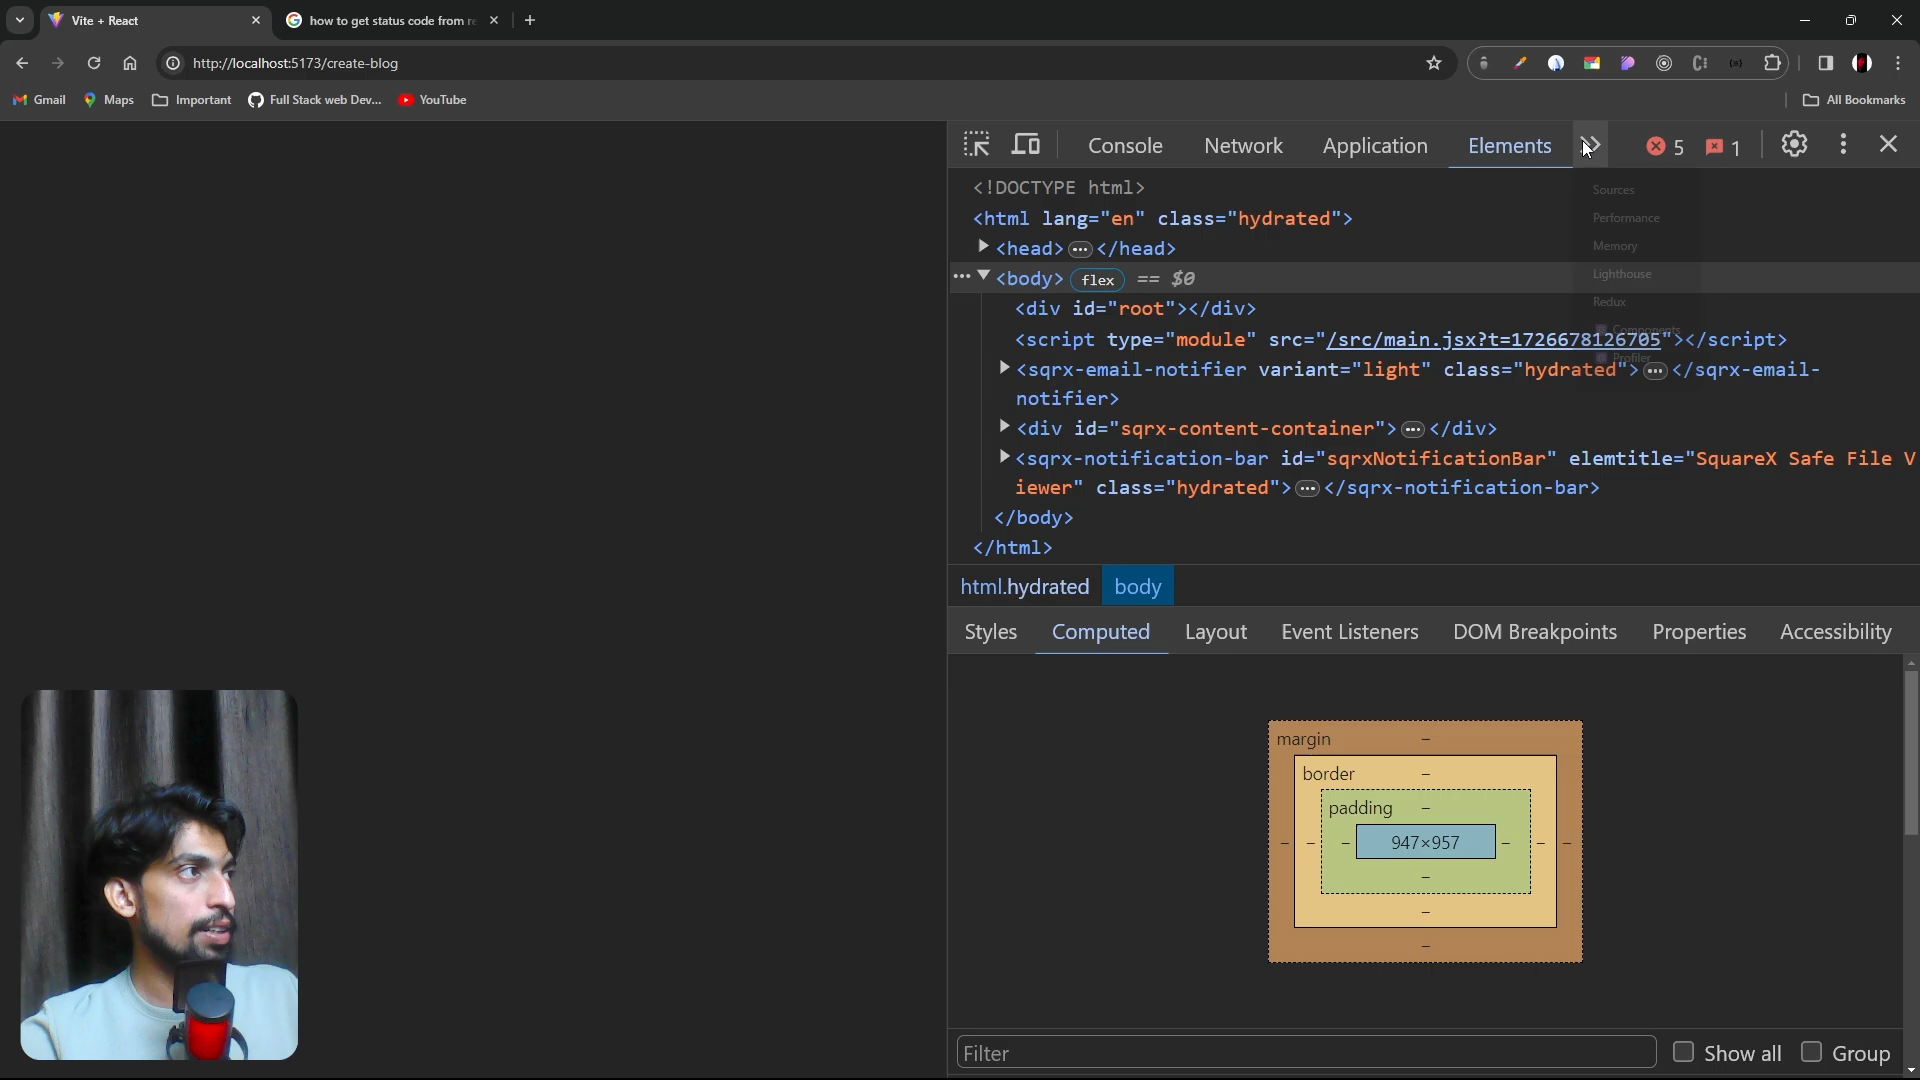 Vite + React
how to get status code from re
http://localhost:5173/create-blog
Gmail
Maps
Important
Full Stack web Dev...
YouTube
All Bookmarks
Console
Network
Application
Elements
5
1
Sources
Performance
Memory
Lighthouse
Redux
Components
Profiler
<!DOCTYPE html>
<html lang="en" class="hydrated">
<head> ... </head>
... <body> flex == $0
<div id="root"></div>
<script type="module" src="/src/main.jsx?t=1726678126705"></script>
<sqrx-email-notifier variant="light" class="hydrated"> ... </sqrx-email-
notifier>
<div id="sqrx-content-container"> ... </div>
<sqrx-notification-bar id="sqrxNotificationBar" elemtitle="SquareX Safe File V
iewer" class="hydrated"> ... </sqrx-notification-bar>
</body>
</html>
html.hydrated
body
Styles
Computed
Layout
Event Listeners
DOM Breakpoints
Properties
Accessibility
margin –
border –
padding –
– – – 947×957 – – –
–
–
–
Filter
Show all
Group